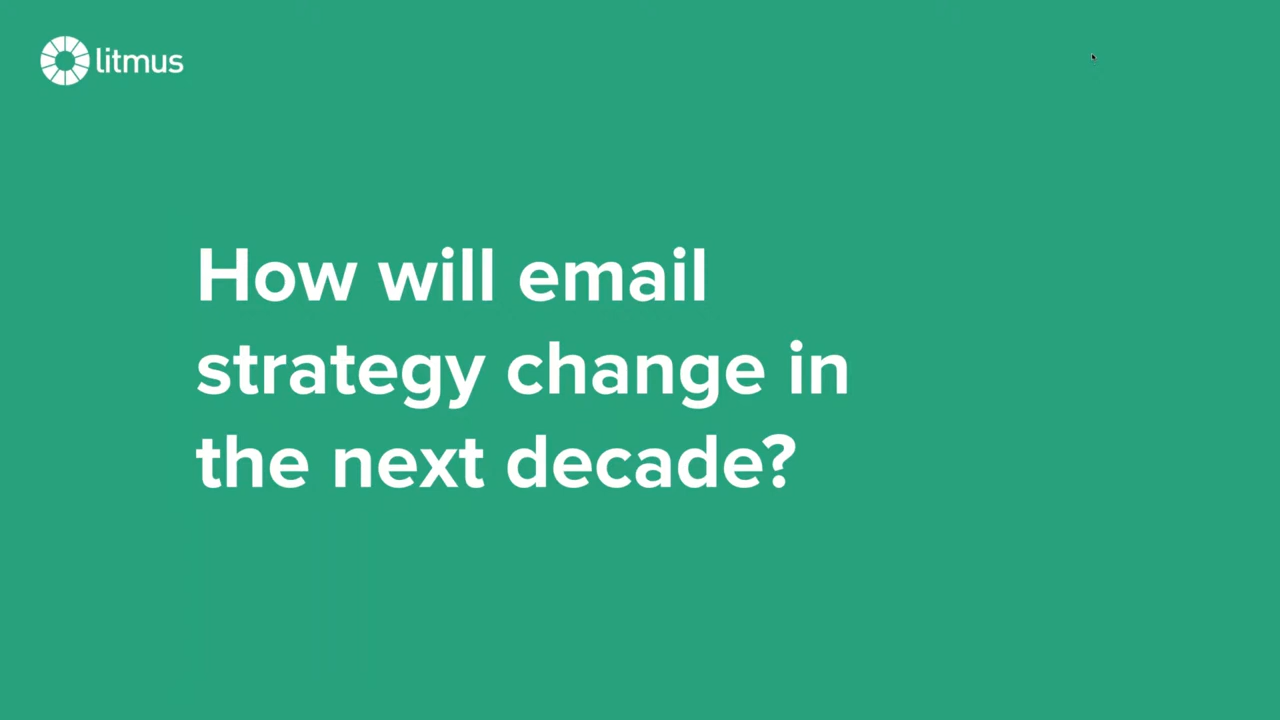 litmus
How will email
strategy change in
the next decade?